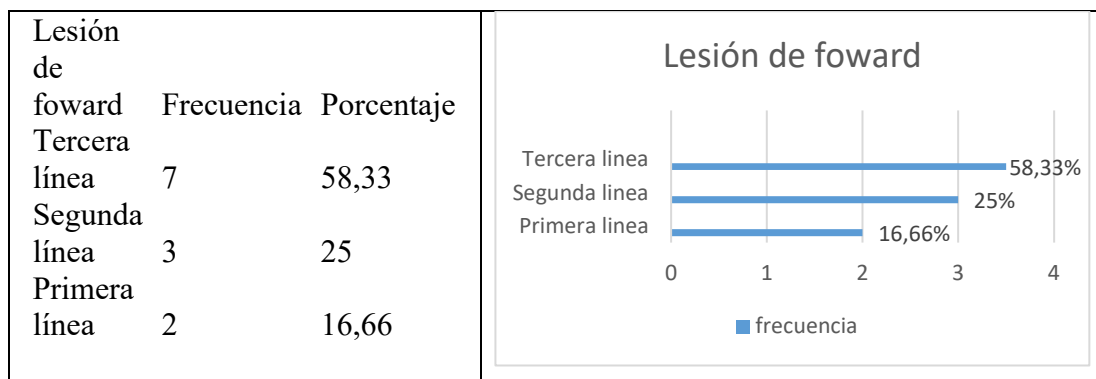 Lesión
de
foward Frecuencia Porcentaje
Tercera
línea 7 58,33
Segunda
línea 3 25
Primera
línea 2 16,66
Lesión de foward
Tercera linea 58,33%
Segunda linea 25%
Primera linea 16,66%
0 1 2 3 4
frecuencia